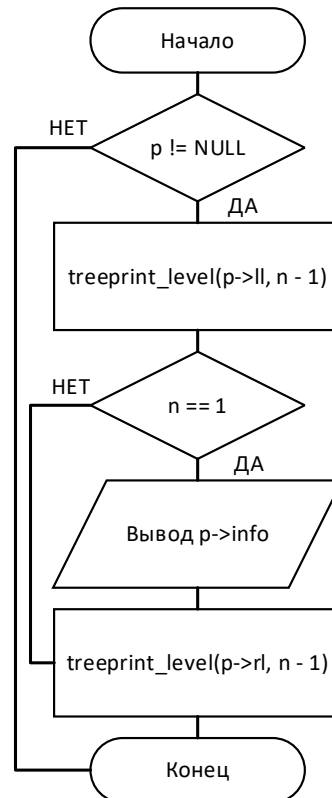 Начало
НЕТ
p != NULL
ДА
treeprint_level(p->ll, n - 1)
НЕТ
n == 1
ДА
Вывод p->info
treeprint_level(p->rl, n - 1)
Конец